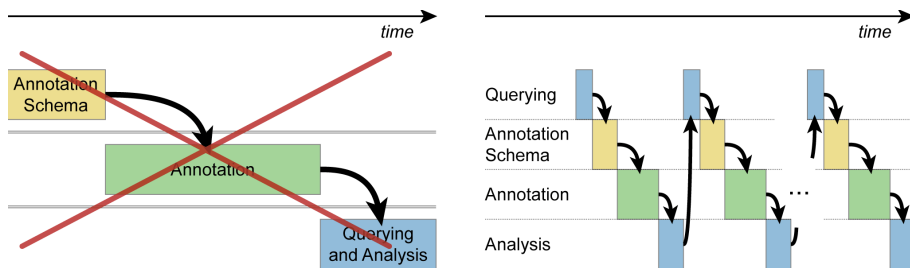 time
Annotation
Schema
Annotation
Querying
and Analysis
time
Querying
Annotation
Schema
Annotation
...
Analysis